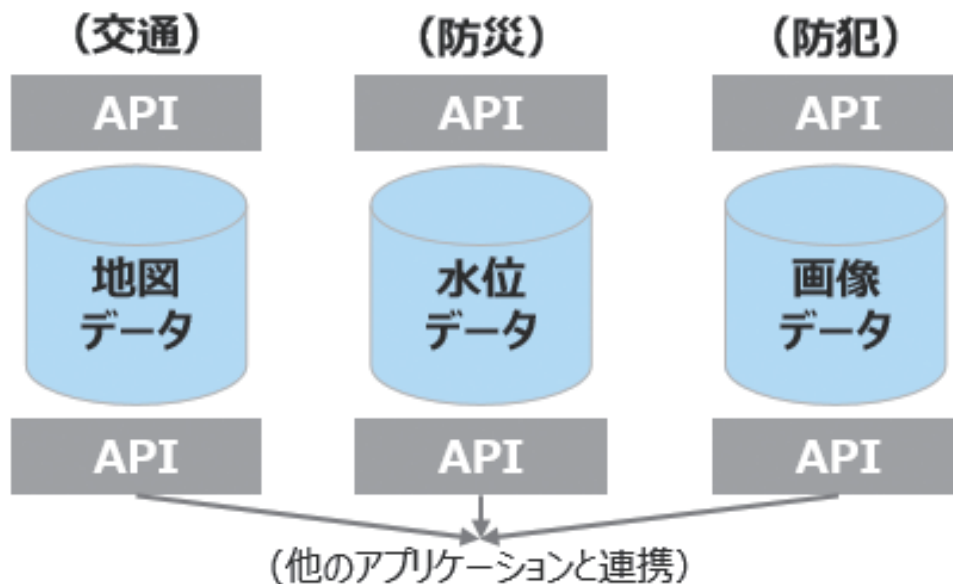 （交通）
（防災）
（防犯）
API
API
API
地図
データ
水位
データ
画像
データ
API
API
API
（他のアプリケーションと連携）